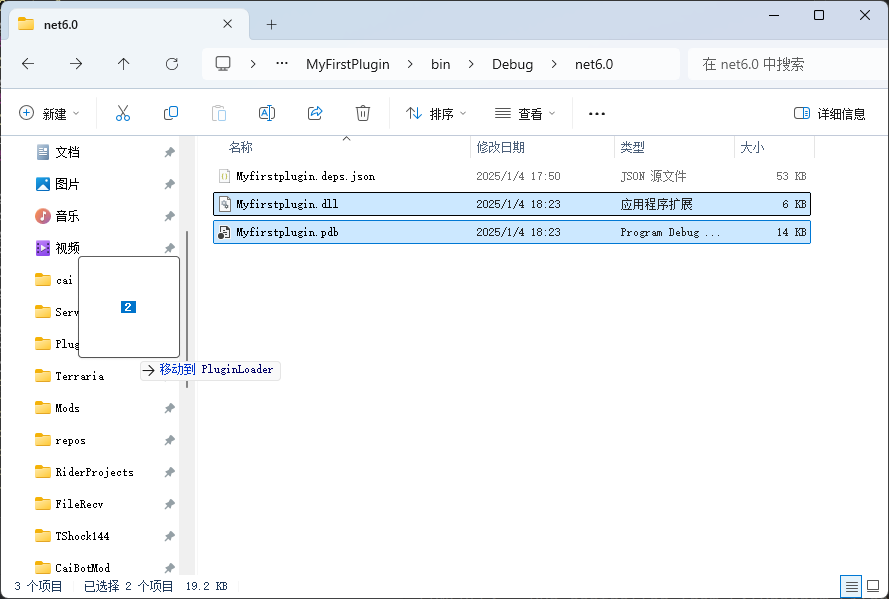 net6.0
MyFirstPlugin > bin > Debug > net6.0
在 net6.0 中搜索
新建
排序
查看
详细信息
名称 修改日期 类型 大小
Myfirstplugin.deps.json 2025/1/4 17:50 JSON 源文件 53 KB
Myfirstplugin.dll 2025/1/4 18:23 应用程序扩展 6 KB
Myfirstplugin.pdb 2025/1/4 18:23 Program Debug ... 14 KB
文档
图片
音乐
视频
cai
Serv
Plug
Terraria
Mods
repos
RiderProjects
FileRecv
TShock144
CaiBotMod
2
移动到 PluginLoader
3 个项目 已选择 2 个项目 19.2 KB